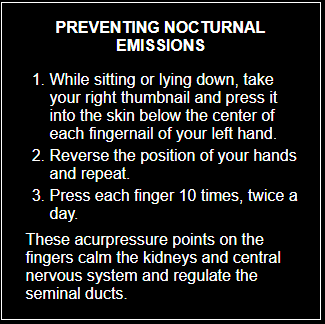 PREVENTING NOCTURNAL
EMISSIONS
1. While sitting or lying down, take
your right thumbnail and press it
into the skin below the center of
each fingernail of your left hand.
2. Reverse the position of your hands
and repeat.
3. Press each finger 10 times, twice a
day.
These acurpressure points on the
fingers calm the kidneys and central
nervous system and regulate the
seminal ducts.